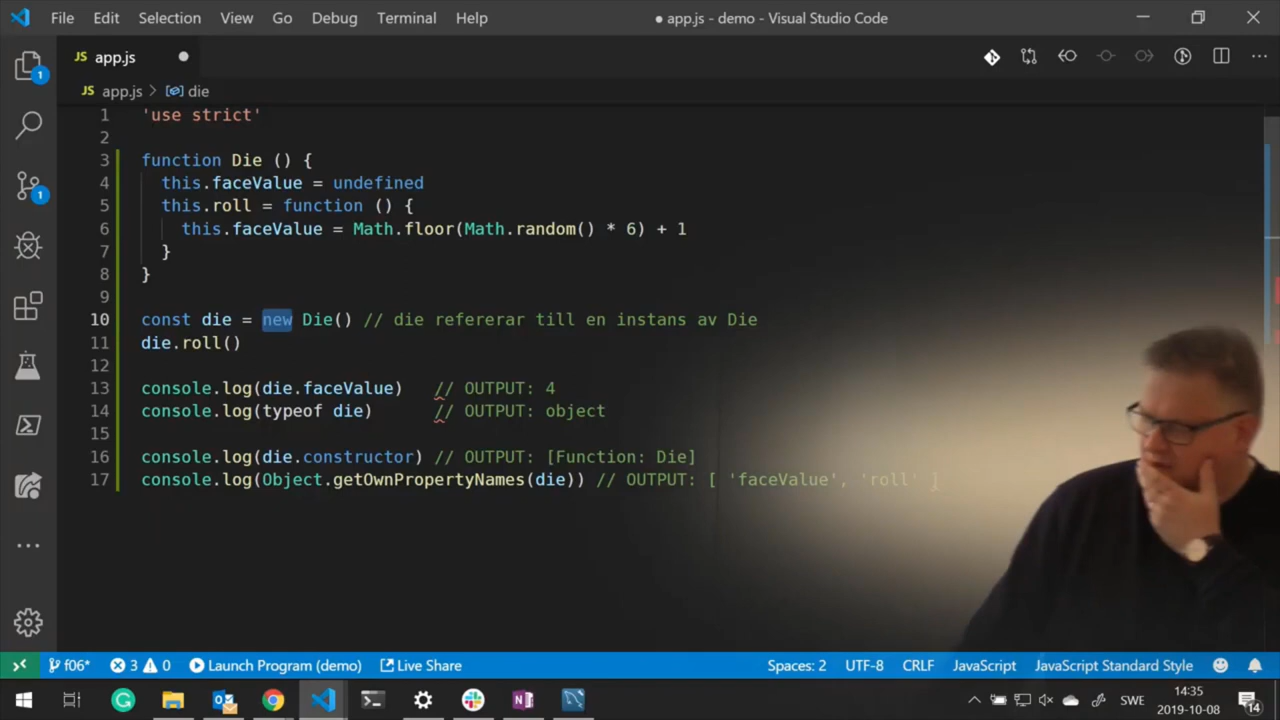 File Edit Selection View Go Debug Terminal Help ● app.js - demo - Visual Studio Code
JS app.js ●
JS app.js > die
1 'use strict'
2
3 function Die () {
4 this.faceValue = undefined
5 this.roll = function () {
6 this.faceValue = Math.floor(Math.random() * 6) + 1
7 }
8 }
9
10 const die = new Die() // die refererar till en instans av Die
11 die.roll()
12
13 console.log(die.faceValue) // OUTPUT: 4
14 console.log(typeof die) // OUTPUT: object
15
16 console.log(die.constructor) // OUTPUT: [Function: Die]
17 console.log(Object.getOwnPropertyNames(die)) // OUTPUT: [ 'faceValue', 'roll' ]
1
1
f06* 3 0 Launch Program (demo) Live Share Spaces: 2 UTF-8 CRLF JavaScript JavaScript Standard Style
SWE 14:35
2019-10-08 14